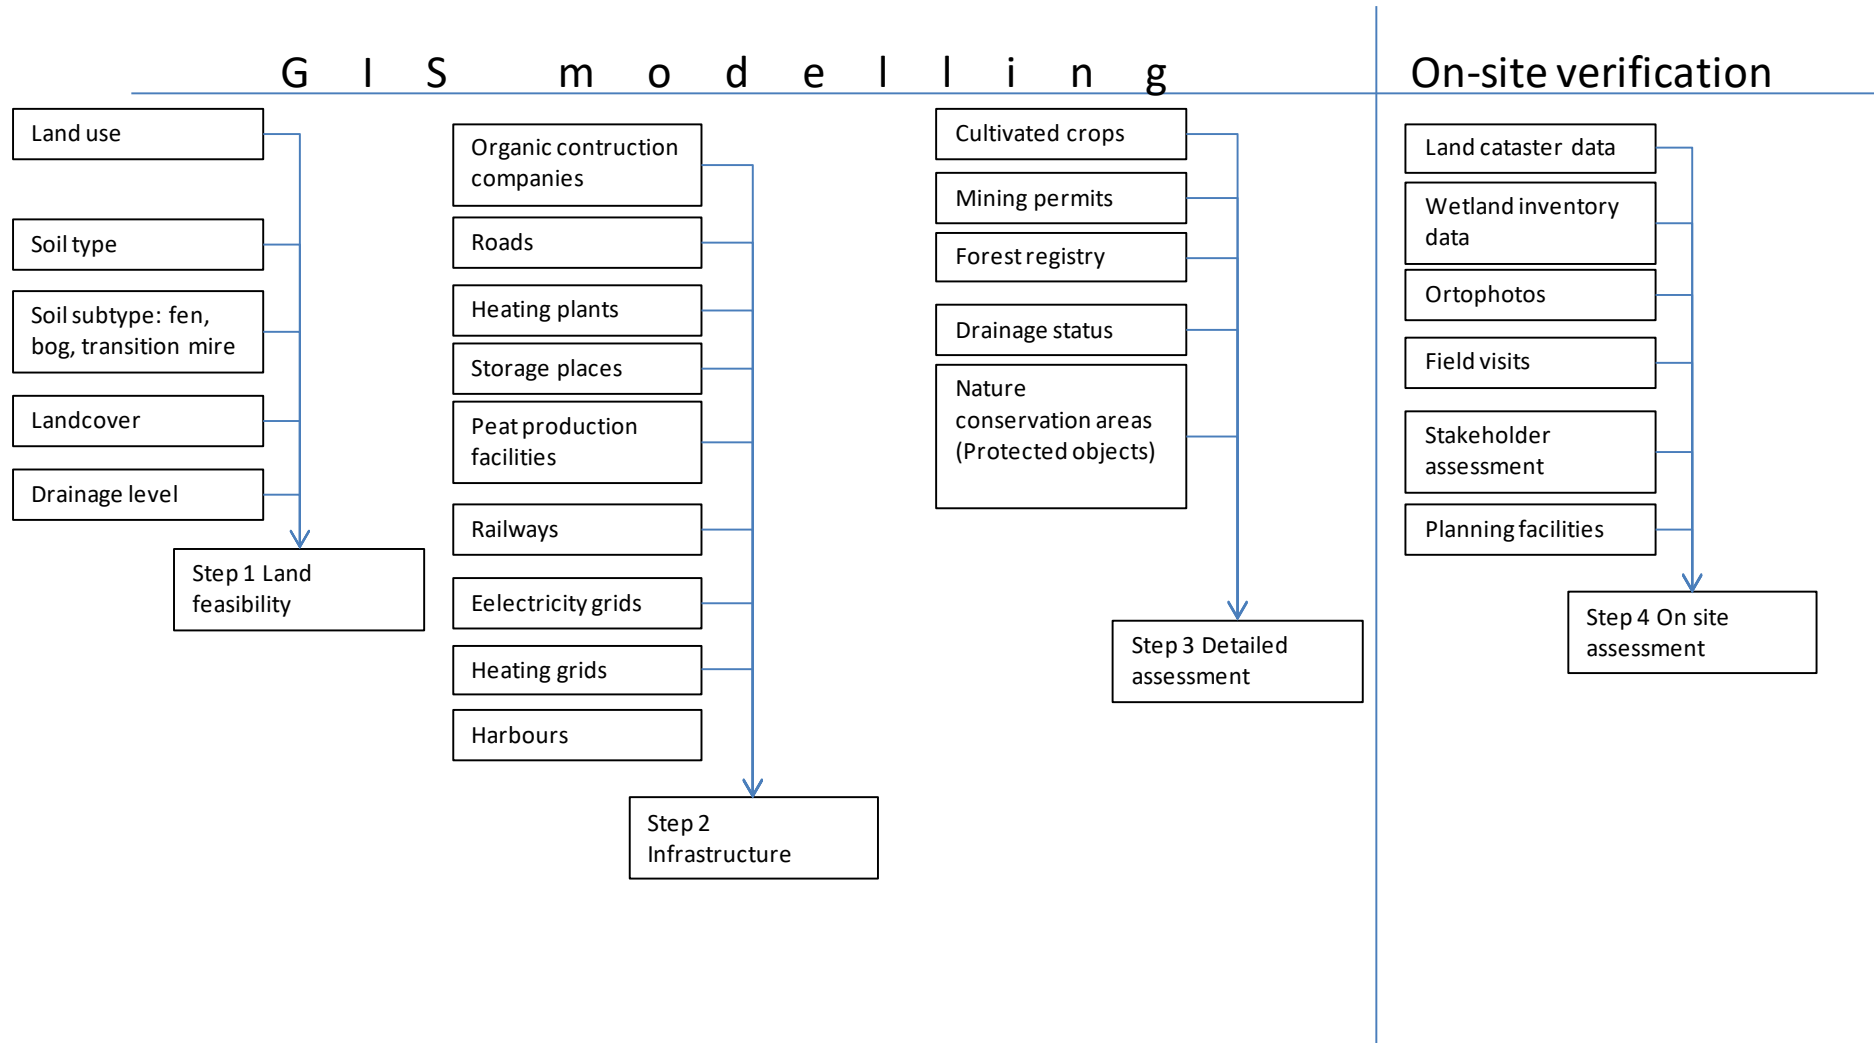 GIS modelling
On-site verification
Land use
Soil type
Soil subtype: fen,
bog, transition mire
Landcover
Drainage level
Step 1 Land
feasibility
Organic contruction
companies
Roads
Heating plants
Storage places
Peat production
facilities
Railways
Eelectricity grids
Heating grids
Harbours
Step 2
Infrastructure
Cultivated crops
Mining permits
Forest registry
Drainage status
Nature
conservation areas
(Protected objects)
Step 3 Detailed
assessment
Land cataster data
Wetland inventory
data
Ortophotos
Field visits
Stakeholder
assessment
Planning facilities
Step 4 On site
assessment